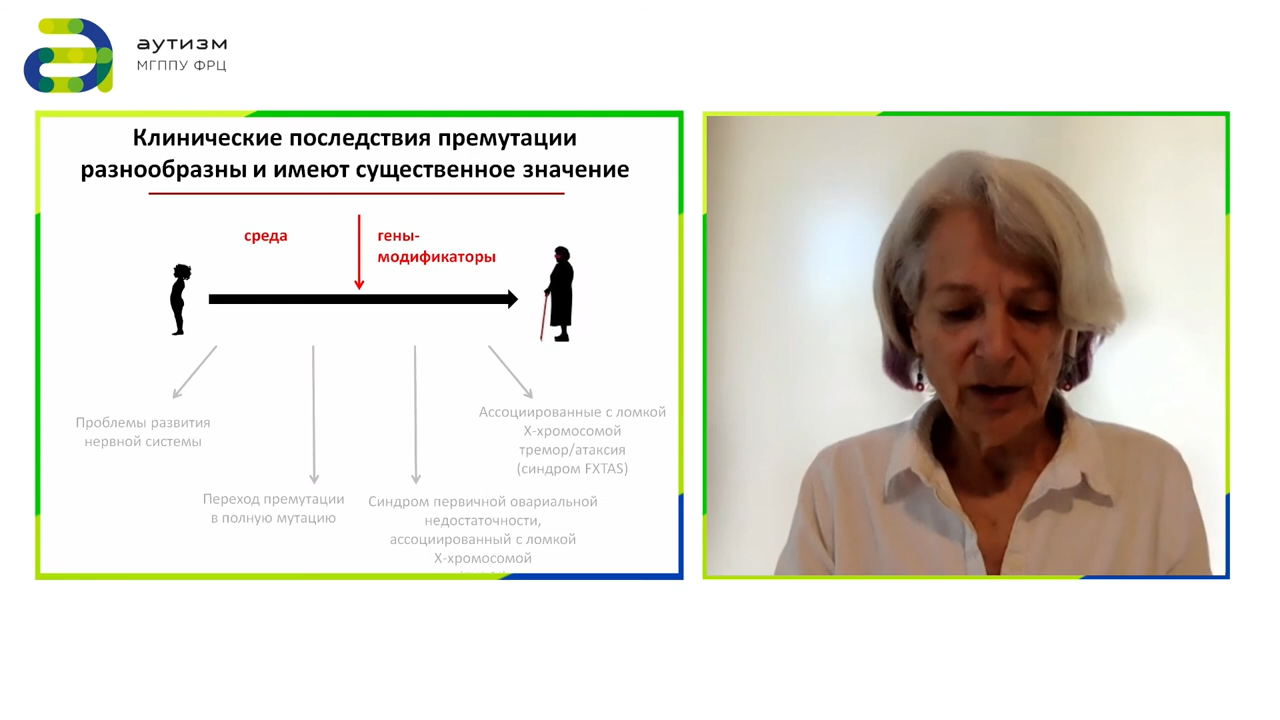 аутизм
МГППУ ФРЦ
Клинические последствия премутации
разнообразны и имеют существенное значение
среда
гены-
модификаторы
Проблемы развития
нервной системы
Переход премутации
в полную мутацию
Синдром первичной овариальной
недостаточности,
ассоциированный с ломкой
Х-хромосомой
Ассоциированные с ломкой
Х-хромосомой
тремор/атаксия
(синдром FXTAS)